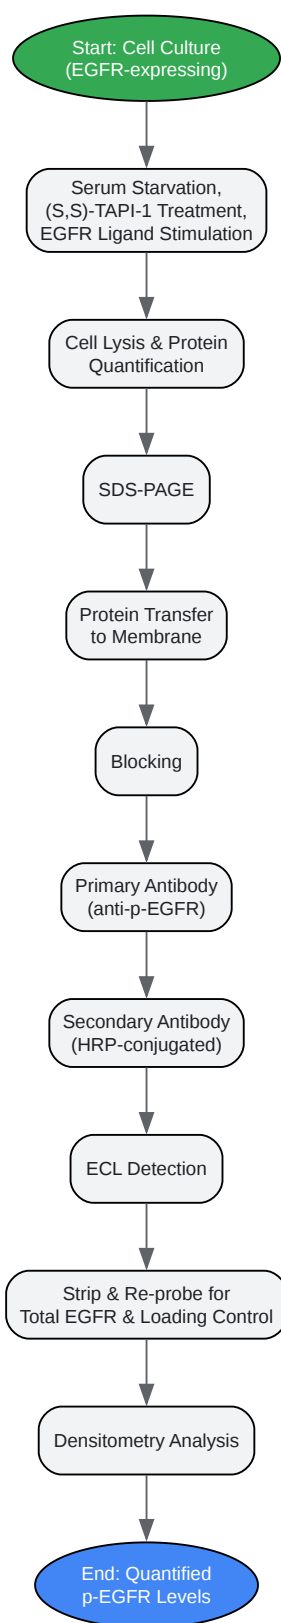 Start: Cell Culture
(EGFR-expressing)
Serum Starvation,
(S,S)-TAPI-1 Treatment,
EGFR Ligand Stimulation
Cell Lysis & Protein
Quantification
SDS-PAGE
Protein Transfer
to Membrane
Blocking
Primary Antibody
(anti-p-EGFR)
Secondary Antibody
(HRP-conjugated)
ECL Detection
Strip & Re-probe for
Total EGFR & Loading Control
Densitometry Analysis
End: Quantified
p-EGFR Levels